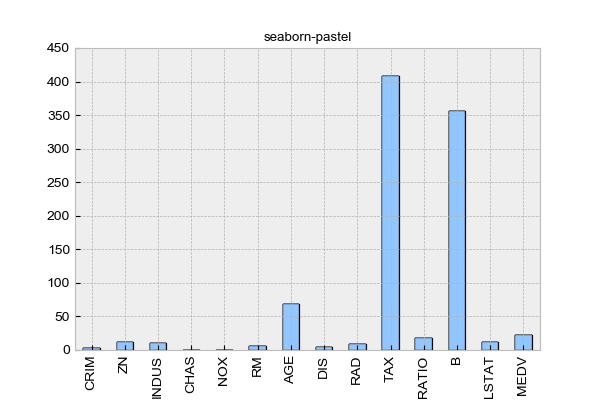 seaborn-pastel
450
400
350
300
250
200
150
100
50
0
CRIM
ZN
INDUS
CHAS
NOX
RM
AGE
DIS
RAD
TAX
RATIO
B
LSTAT
MEDV